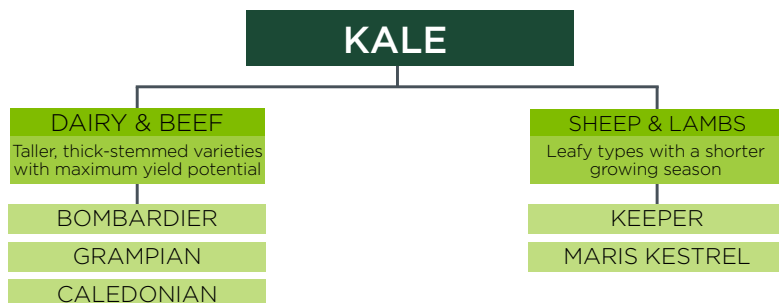 KALE
DAIRY & BEEF
Taller, thick-stemmed varieties
with maximum yield potential
BOMBARDIER
GRAMPIAN
CALEDONIAN
SHEEP & LAMBS
Leafy types with a shorter
growing season
KEEPER
MARIS KESTREL